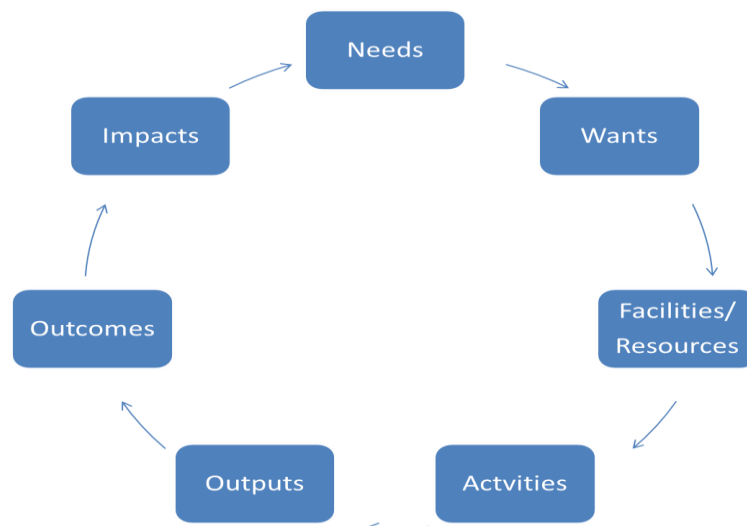 Needs
Wants
Facilities/
Resources
Actvities
Outputs
Outcomes
Impacts